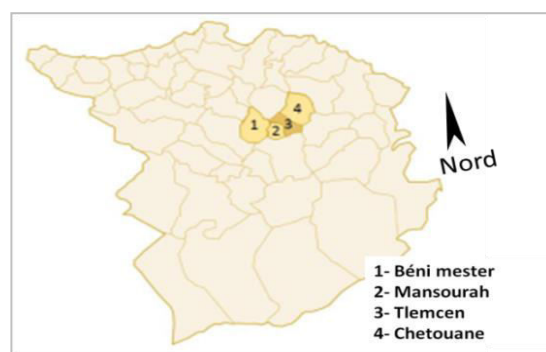 4
1
3
2
Nord
1- Béni mester
2- Mansourah
3- Tlemcen
4- Chetouane